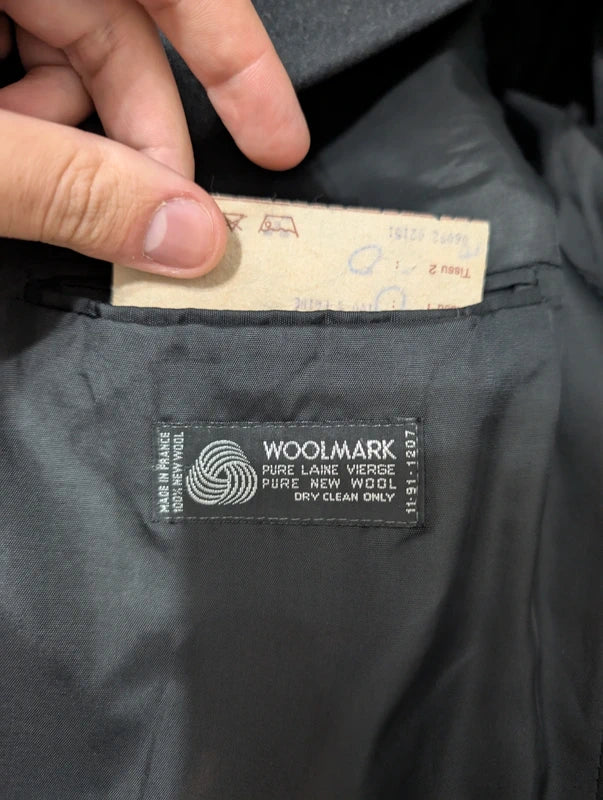 Tissu 2 :
MADE IN FRANCE
100% NEW WOOL
WOOLMARK
PURE LAINE VIERGE
PURE NEW WOOL
DRY CLEAN ONLY
11-91-1207